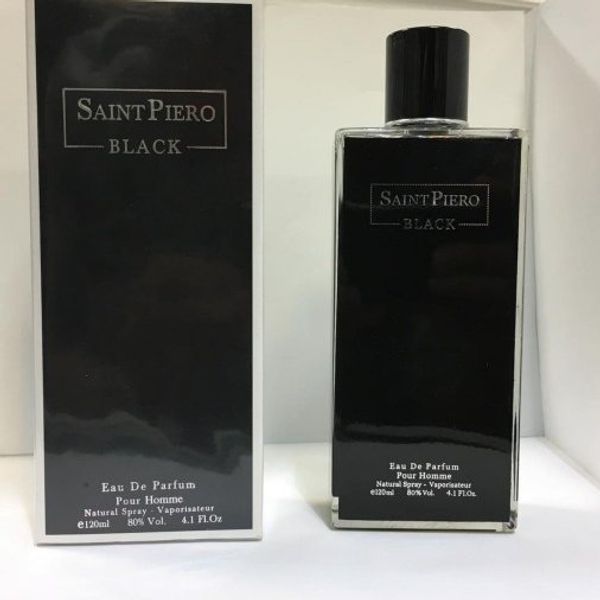 SAINT PIERO
BLACK
Eau De Parfum
Pour Homme
Natural Spray - Vaporisateur
e120ml 80% Vol. 4.1 Fl.Oz
SAINT PIERO
BLACK
Eau De Parfum
Pour Homme
Natural Spray - Vaporisateur
e120ml 80% Vol. 4.1 Fl.Oz.